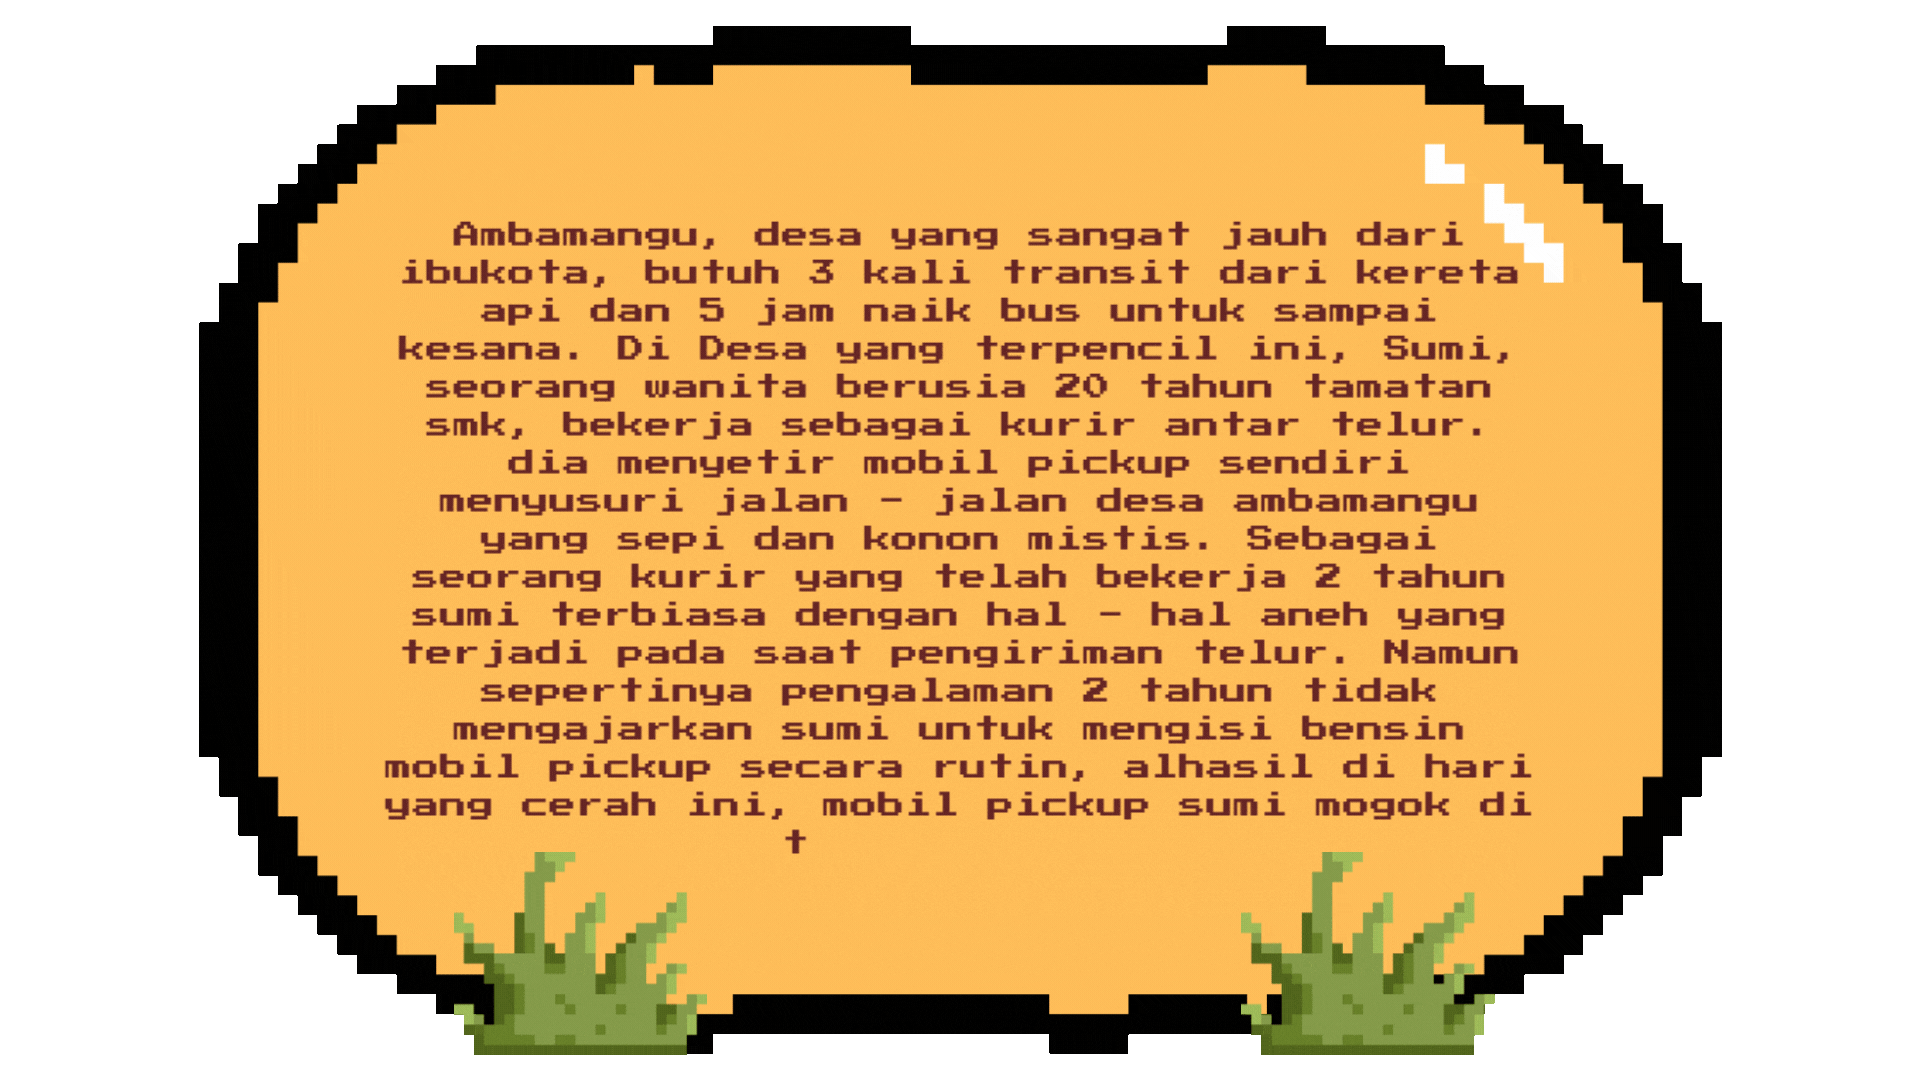 Ambamangu, desa yang sangat jauh dari
ibukota, butuh 3 kali transit dari kereta
api dan 5 jam naik bus untuk sampai
kesana. Di Desa yang terpencil ini, Sumi,
seorang wanita berusia 20 tahun tamatan
smk, bekerja sebagai kurir antar telur.
dia menyetir mobil pickup sendiri
menyusuri jalan - jalan desa ambamangu
yang sepi dan konon mistis. Sebagai
seorang kurir yang telah bekerja 2 tahun
sumi terbiasa dengan hal - hal aneh yang
terjadi pada saat pengiriman telur. Namun
sepertinya pengalaman 2 tahun tidak
mengajarkan sumi untuk mengisi bensin
mobil pickup secara rutin, alhasil di hari
yang cerah ini, mobil pickup sumi mogok di
t